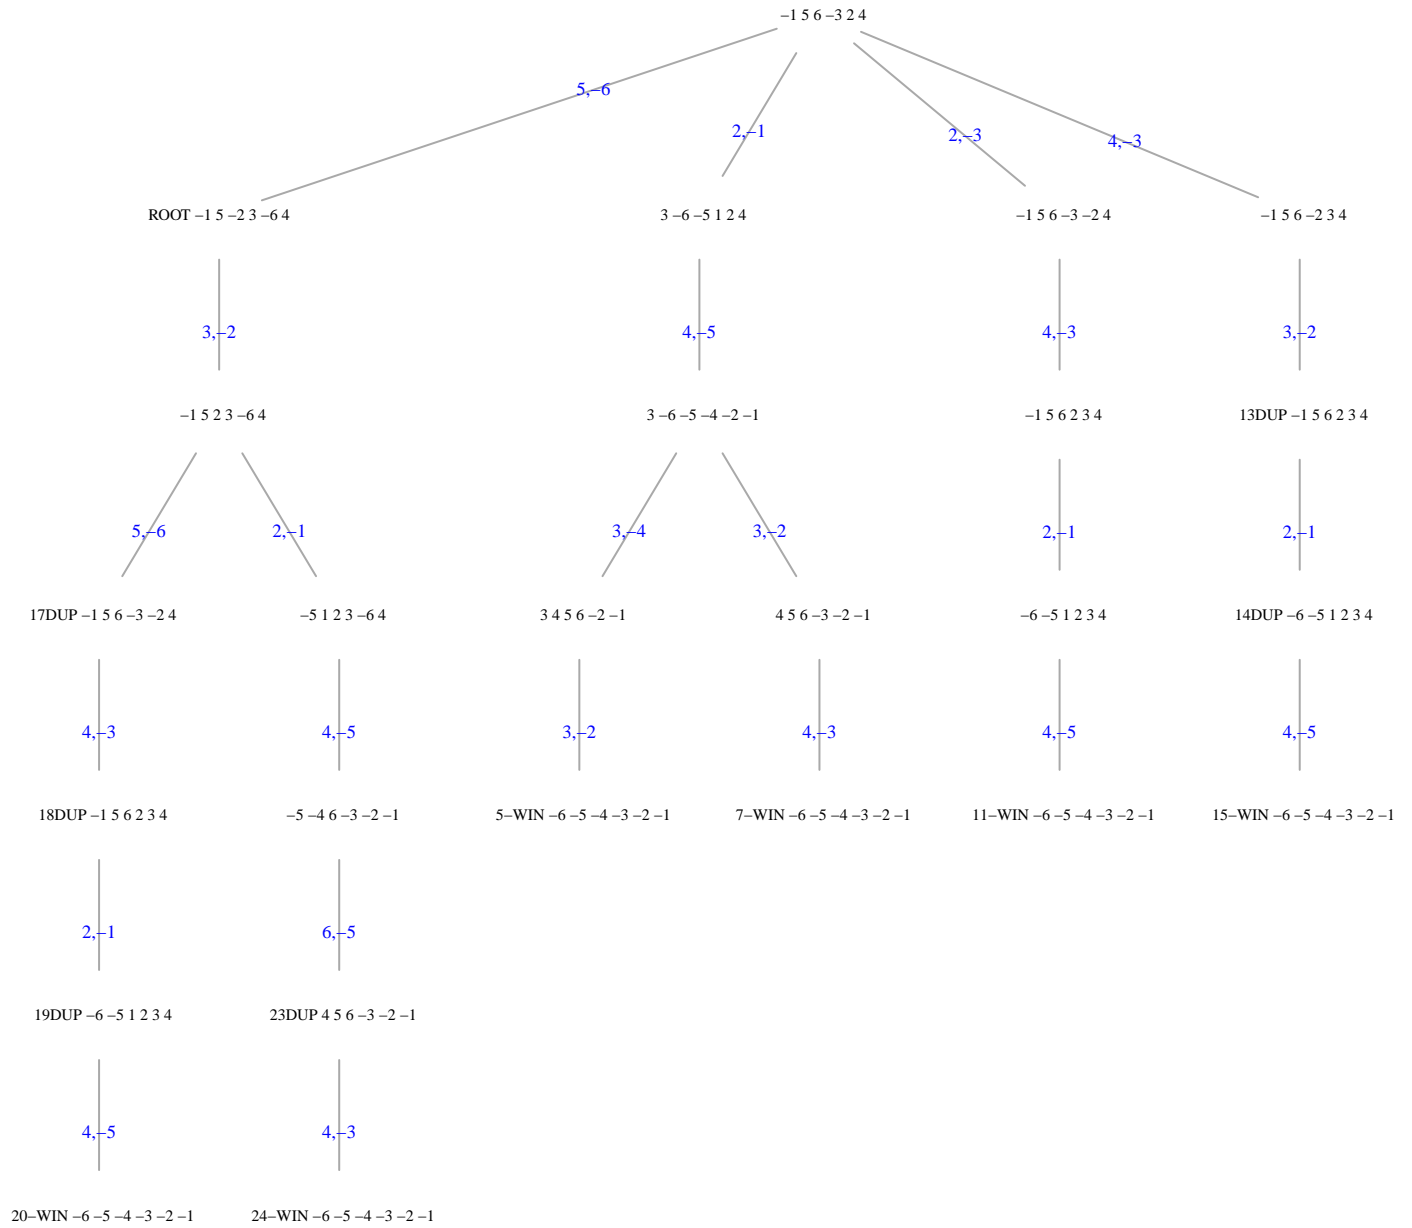 –1 5 6 –3 2 4
5,–6
2,–1
2,–3
4,–3
ROOT –1 5 –2 3 –6 4
3 –6 –5 1 2 4
–1 5 6 –3 –2 4
–1 5 6 –2 3 4
3,–2
4,–5
4,–3
3,–2
–1 5 2 3 –6 4
3 –6 –5 –4 –2 –1
–1 5 6 2 3 4
13DUP –1 5 6 2 3 4
5,–6
2,–1
3,–4
3,–2
2,–1
2,–1
17DUP –1 5 6 –3 –2 4
–5 1 2 3 –6 4
3 4 5 6 –2 –1
4 5 6 –3 –2 –1
–6 –5 1 2 3 4
14DUP –6 –5 1 2 3 4
4,–3
4,–5
3,–2
4,–3
4,–5
4,–5
18DUP –1 5 6 2 3 4
–5 –4 6 –3 –2 –1
5–WIN –6 –5 –4 –3 –2 –1
7–WIN –6 –5 –4 –3 –2 –1
11–WIN –6 –5 –4 –3 –2 –1
15–WIN –6 –5 –4 –3 –2 –1
2,–1
6,–5
19DUP –6 –5 1 2 3 4
23DUP 4 5 6 –3 –2 –1
4,–5
4,–3
20–WIN –6 –5 –4 –3 –2 –1
24–WIN –6 –5 –4 –3 –2 –1